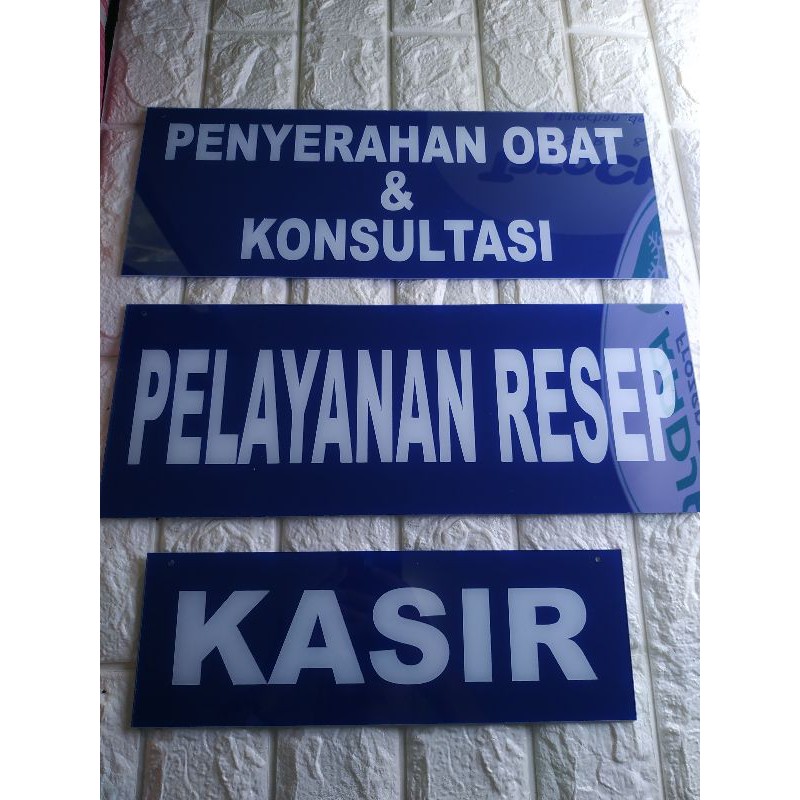 PENYERAHAN OBAT
&
KONSULTASI
PELAYANAN RESEP
KASIR